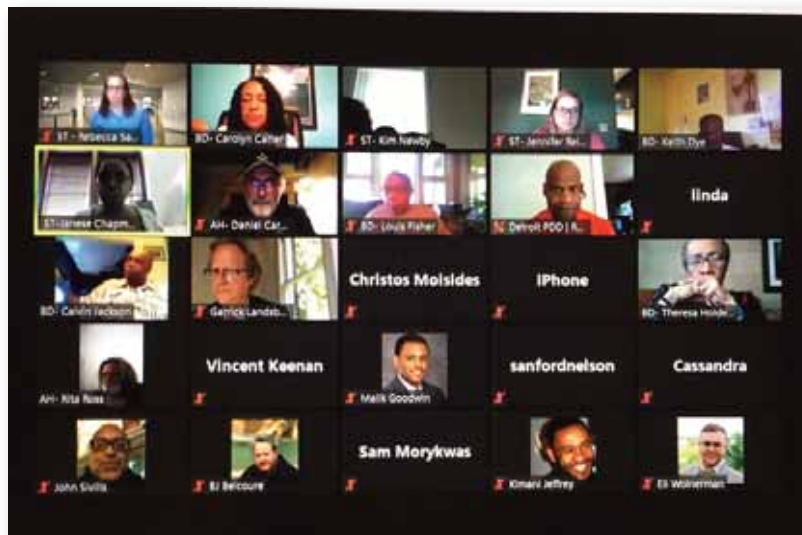 ST - Rebecca Sa...
BD- Carolyn Carter
ST- Kim Newby
ST- Jennifer Rei...
BD- Keith Dye
ST-Janese Chapm...
AH- Daniel Car...
BD- Louis Fisher
Detroit PDD | R...
linda
BD- Calvin Jackson
Garrick Landsb...
Christos Moisides
iPhone
BD- Theresa Holde...
AH- Rita Ross
Vincent Keenan
Malik Goodwin
sanfordnelson
Cassandra
John Sivills
BJ Belcoure
Sam Morykwas
Kimani Jeffrey
Eli Wolnerman